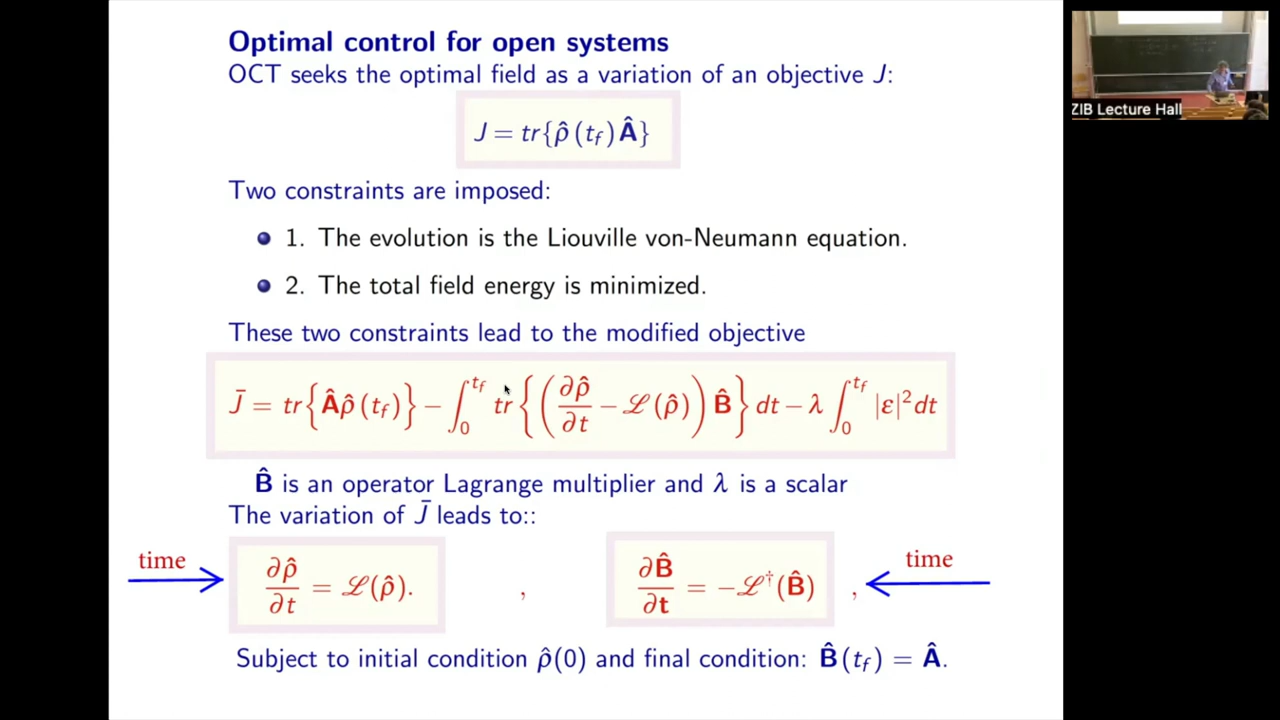 Optimal control for open systems
OCT seeks the optimal field as a variation of an objective J:
J = tr{ρ̂(t_f)Â}
Two constraints are imposed:
1. The evolution is the Liouville von-Neumann equation.
2. The total field energy is minimized.
These two constraints lead to the modified objective
J̄ = tr{Âρ̂(t_f)} − ∫₀^{t_f} tr{(∂ρ̂/∂t − ℒ(ρ̂)) B̂} dt − λ ∫₀^{t_f} |ε|² dt
B̂ is an operator Lagrange multiplier and λ is a scalar
The variation of J̄ leads to::
time
∂ρ̂/∂t = ℒ(ρ̂). , ∂B̂/∂t = −ℒ†(B̂) ,
time
Subject to initial condition ρ̂(0) and final condition: B̂(t_f) = Â.
ZIB Lecture Hall